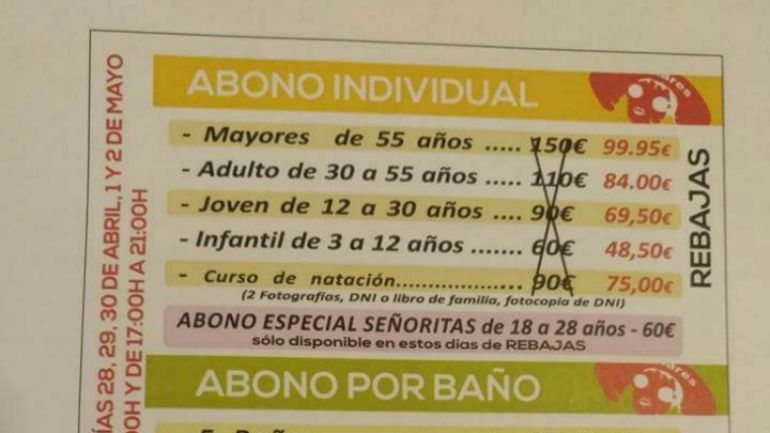 ABONO INDIVIDUAL
- Mayores de 55 años ..... 150€ 99.95€
- Adulto de 30 a 55 años ..... 110€ 84.00€
- Joven de 12 a 30 años .... 90€ 69,50€
- Infantil de 3 a 12 años ....... 60€ 48,50€
- Curso de natación.................. 90€ 75,00€
(2 Fotografías, DNI o libro de familia, fotocopia de DNI)
ABONO ESPECIAL SEÑORITAS de 18 a 28 años - 60€
sólo disponible en estos dias de REBAJAS
ABONO POR BAÑO
REBAJAS
ÍAS 28, 29, 30 DE ABRIL, 1 Y 2 DE MAYO
00H Y DE 17:00H A 21:00H